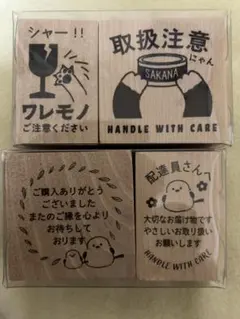 シャー!!
ワレモノ
ご注意ください
取扱注意
にゃん
SAKANA
HANDLE WITH CARE
ご購入ありがとう
ございました
またのご縁を心より
お待ちして
おります
配達員さんへ
大切なお届け物です
やさしいお取り扱い
お願いします
HANDLE WITH CARE